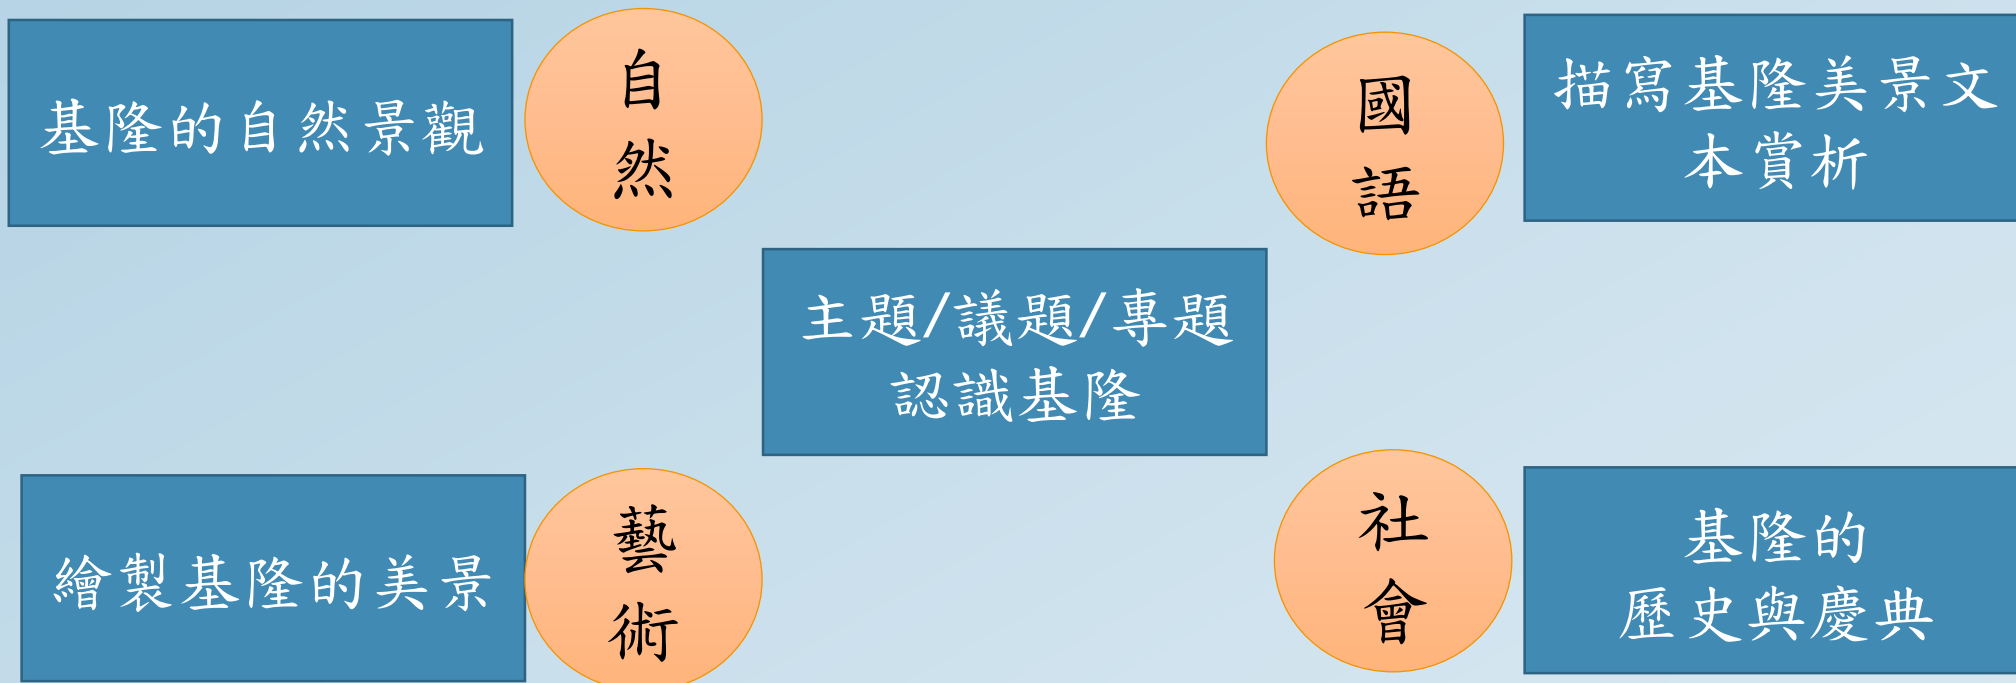 基隆的自然景觀
自
然
國
語
描寫基隆美景文
本賞析
主題/議題/專題
認識基隆
繪製基隆的美景
藝
術
社
會
基隆的
歷史與慶典